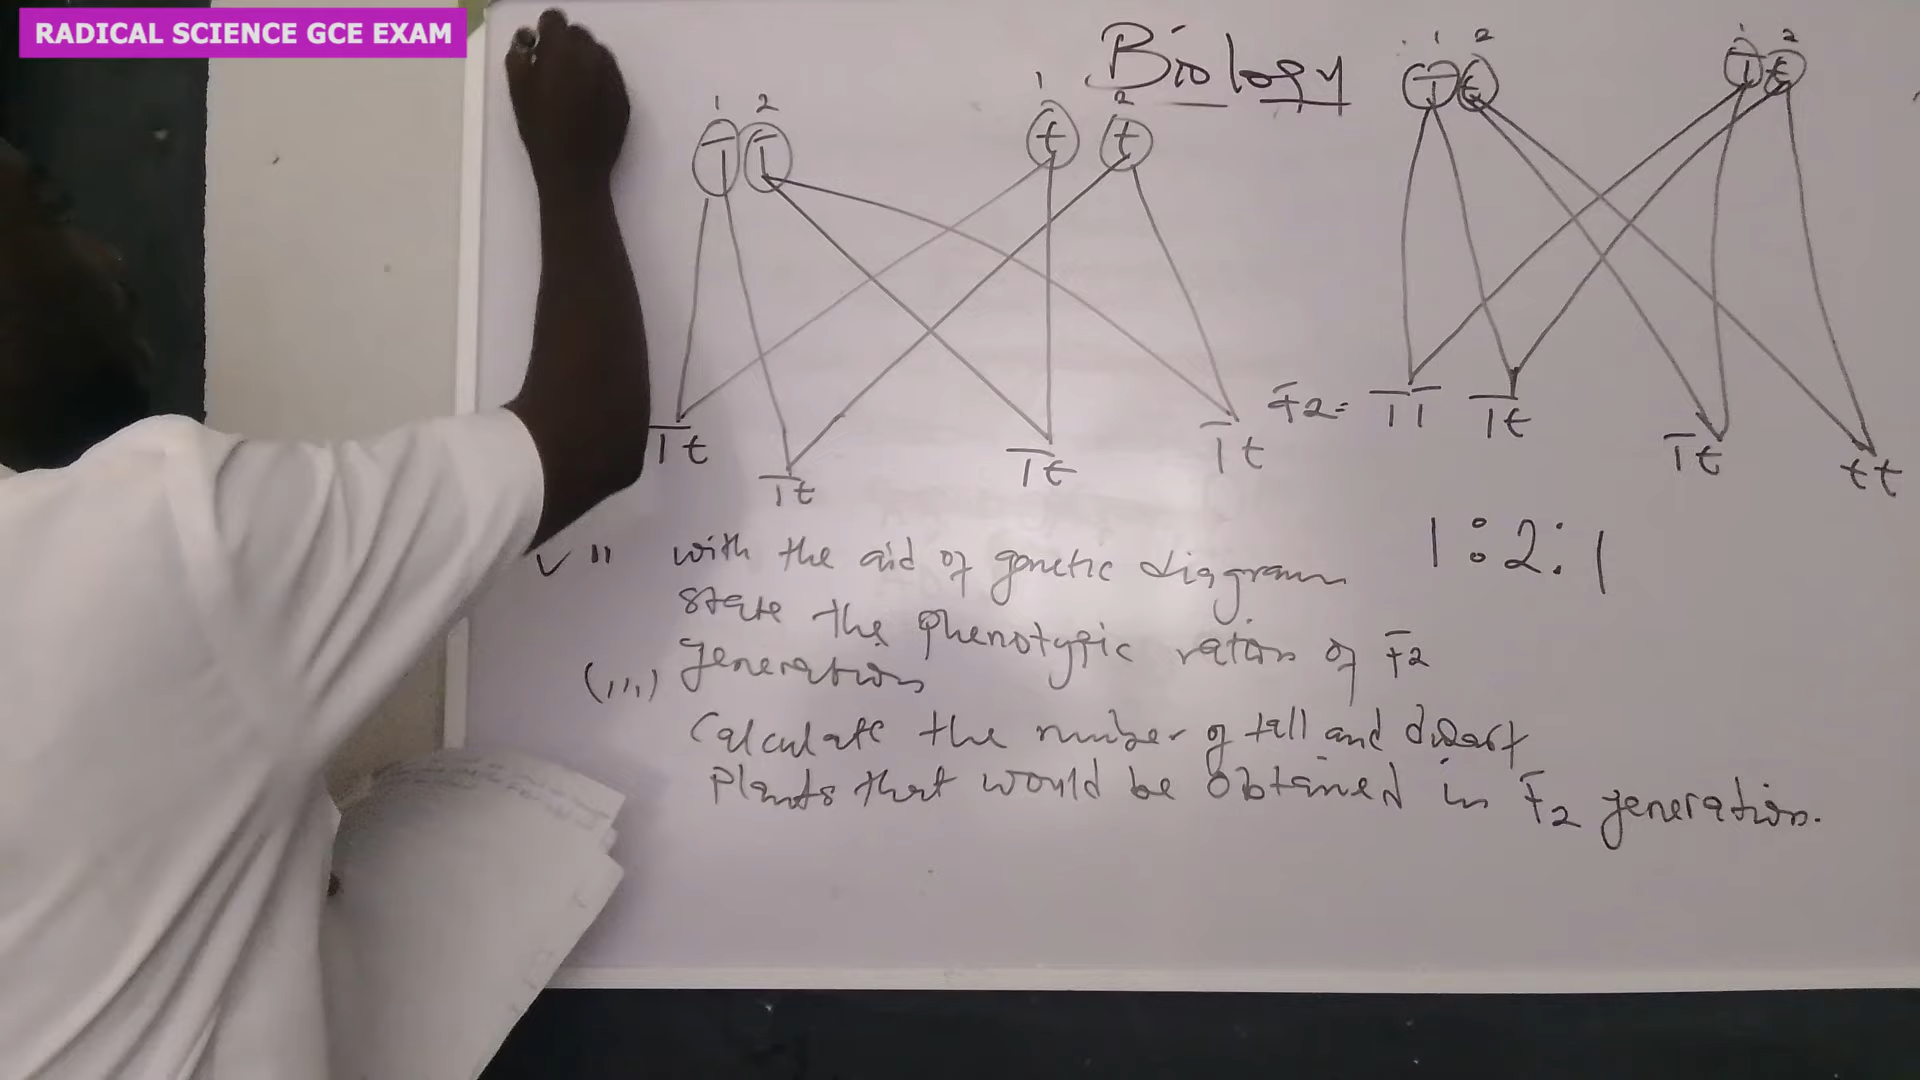 RADICAL SCIENCE GCE EXAM
Biology
1 2
1 2
1 2
1 2
T T
t t
T t
T t
Tt
Tt
Tt
Tt
F2= TT Tt
Tt
tt
1:2:1
✓ ii with the aid of genetic diagram
state the phenotypic ration of F2
generation
(iii)
Calculate the number of tall and dwarf
Plants that would be obtained in F2 generation.